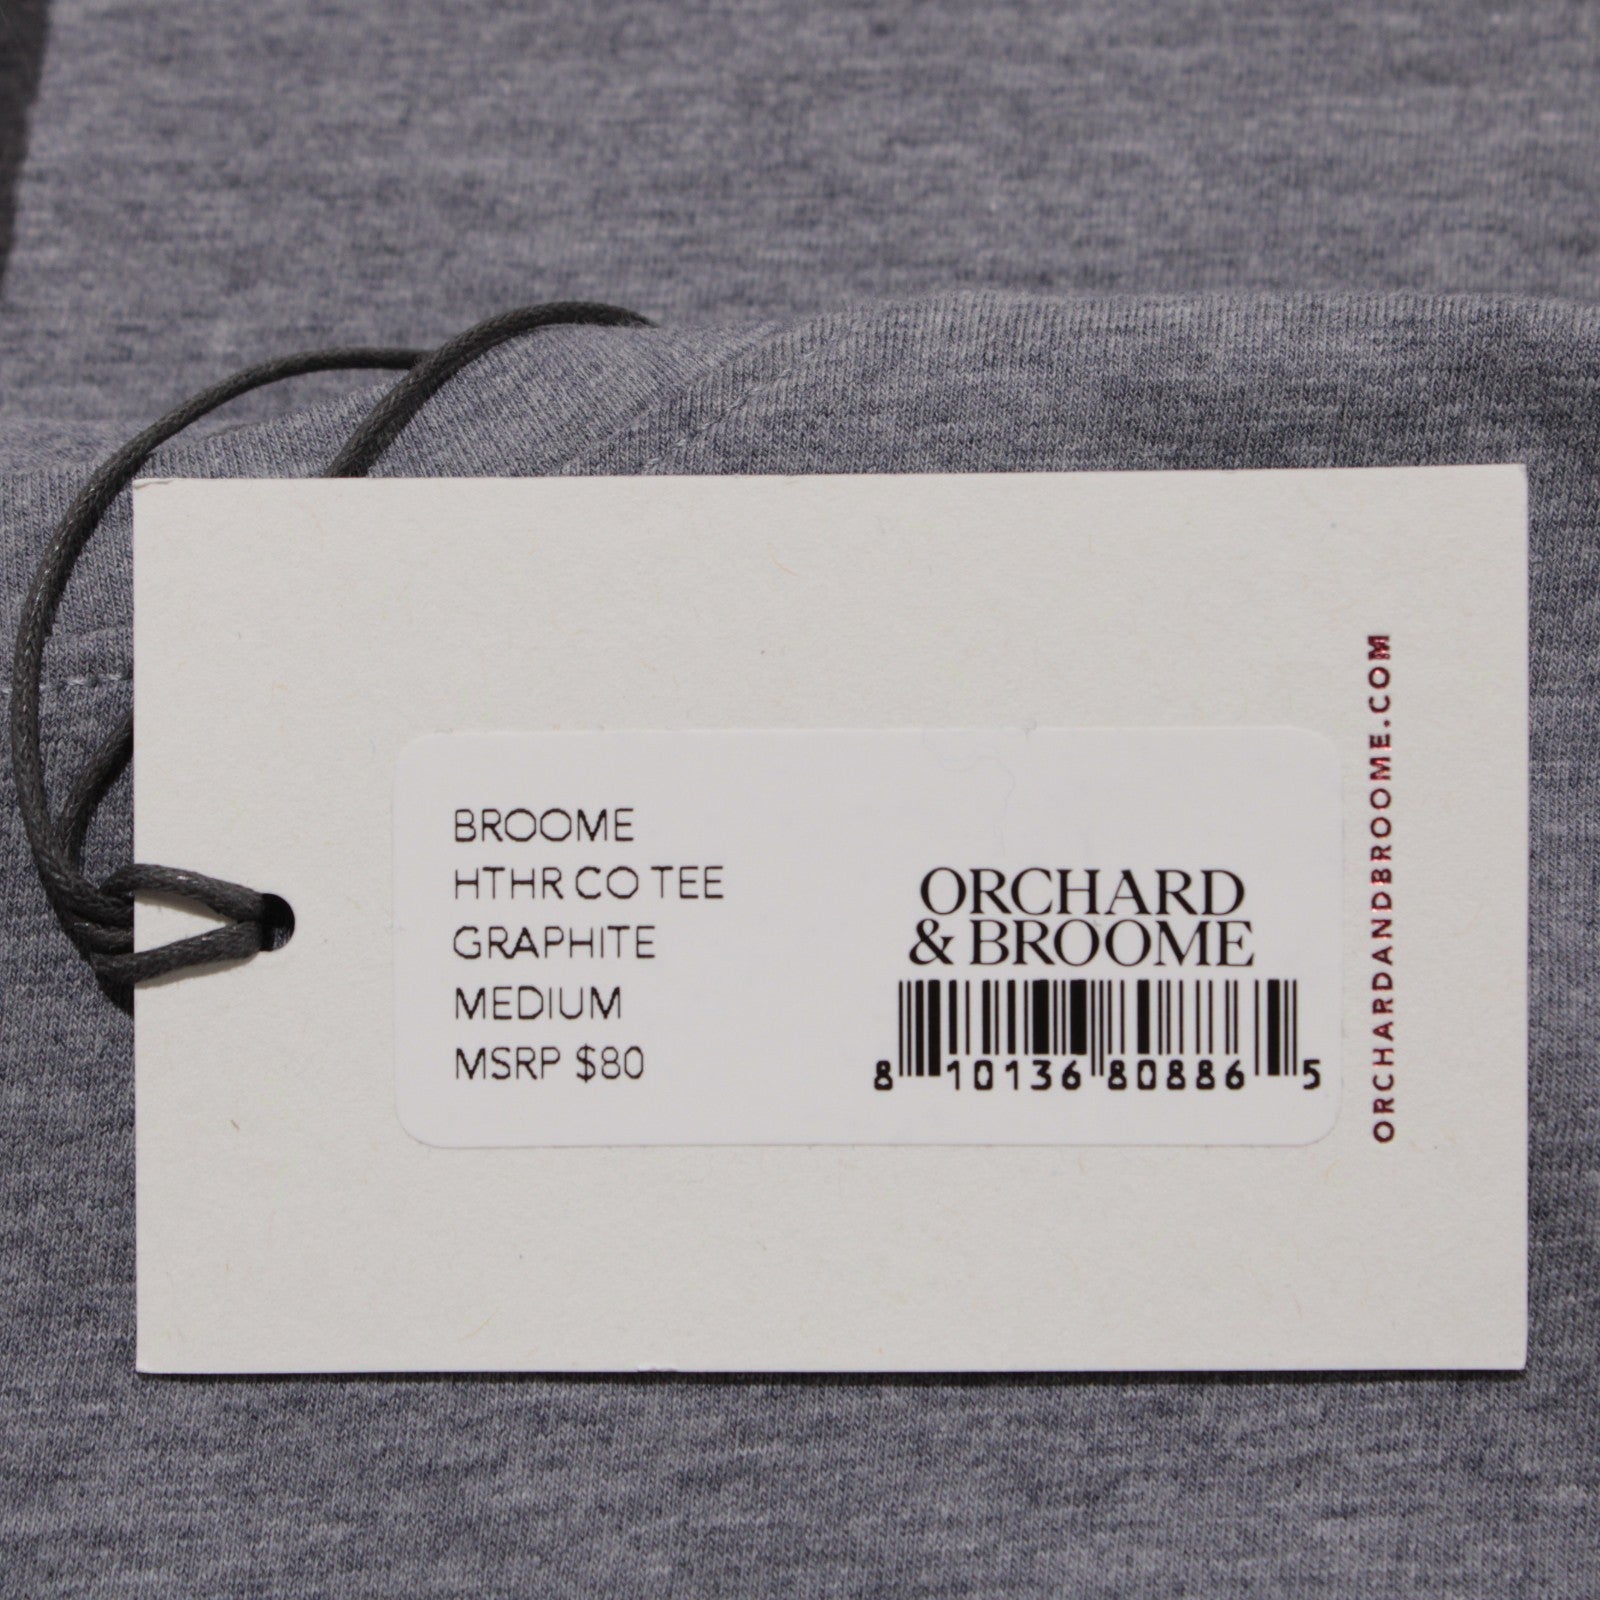 BROOME
HTHR CO TEE
GRAPHITE
MEDIUM
MSRP $80
ORCHARD
& BROOME
8 10136 80886 5
ORCHARDANDBROOME.COM